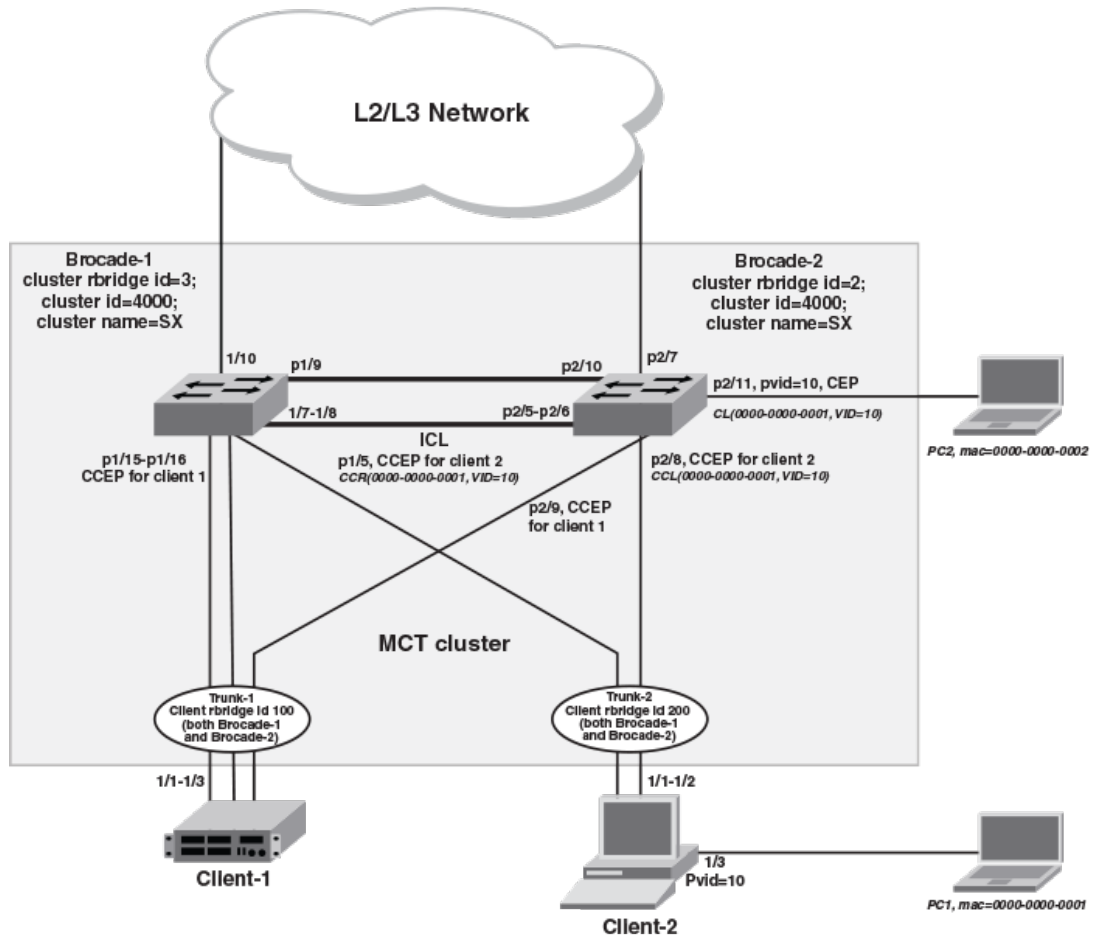 L2/L3 Network
Brocade-1
cluster rbridge id=3;
cluster id=4000;
cluster name=SX
Brocade-2
cluster rbridge id=2;
cluster id=4000;
cluster name=SX
1/10
p1/9
p2/10
p2/7
p2/11, pvid=10, CEP
CL(0000-0000-0001, VID=10)
PC2, mac=0000-0000-0002
1/7-1/8
p2/5-p2/6
ICL
p1/15-p1/16
CCEP for client 1
p1/5, CCEP for client 2
CCR(0000-0000-0001, VID=10)
p2/8, CCEP for client 2
CCL(0000-0000-0001, VID=10)
p2/9, CCEP
for client 1
MCT cluster
Trunk-1
Client rbridge id 100
(both Brocade-1
and Brocade-2)
Trunk-2
Client rbridge id 200
(both Brocade-1
and Brocade-2)
1/1-1/3
1/1-1/2
Client-1
1/3
Pvid=10
Client-2
PC1, mac=0000-0000-0001